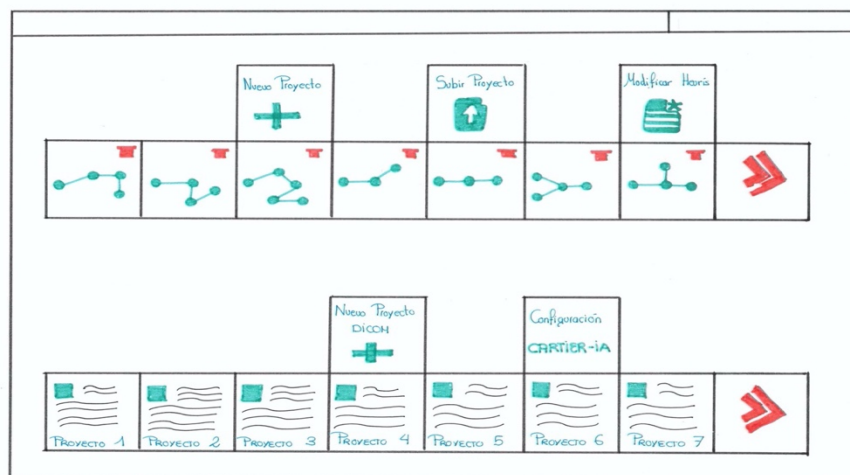 Nuevo Proyecto
Subir Proyecto
Modificar Heurís
Nuevo Proyecto
DICOM
Configuración
CARTIER-iA
PROYECTO 1
PROYECTO 2
PROYECTO 3
PROYECTO 4
PROYECTO 5
PROYECTO 6
PROYECTO 7